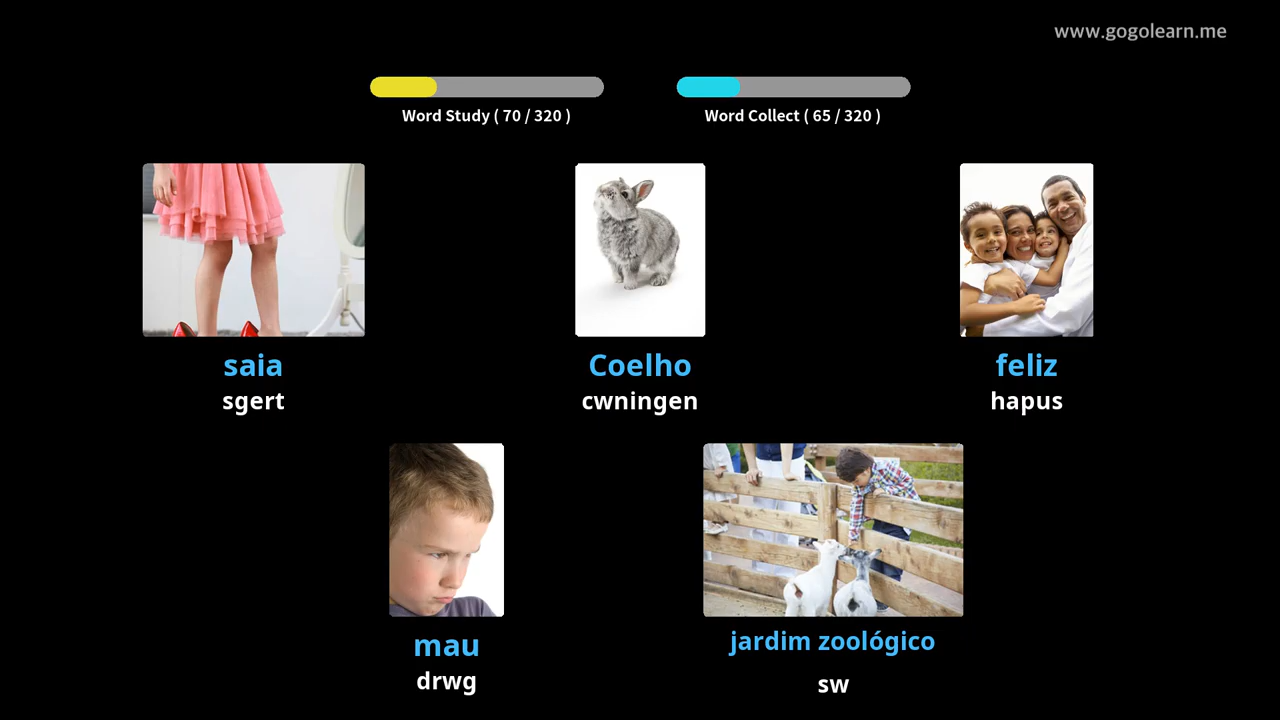 www.gogolearn.me
Word Study ( 70 / 320 )
Word Collect ( 65 / 320 )
saia
sgert
Coelho
cwningen
feliz
hapus
mau
drwg
jardim zoológico
sw